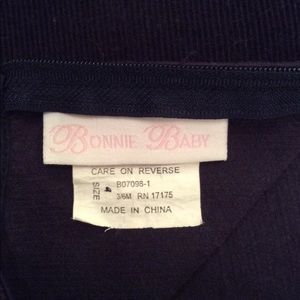 BONNIE BABY
CARE ON REVERSE
SIZE B07098-1
3/6M RN 17175
MADE IN CHINA